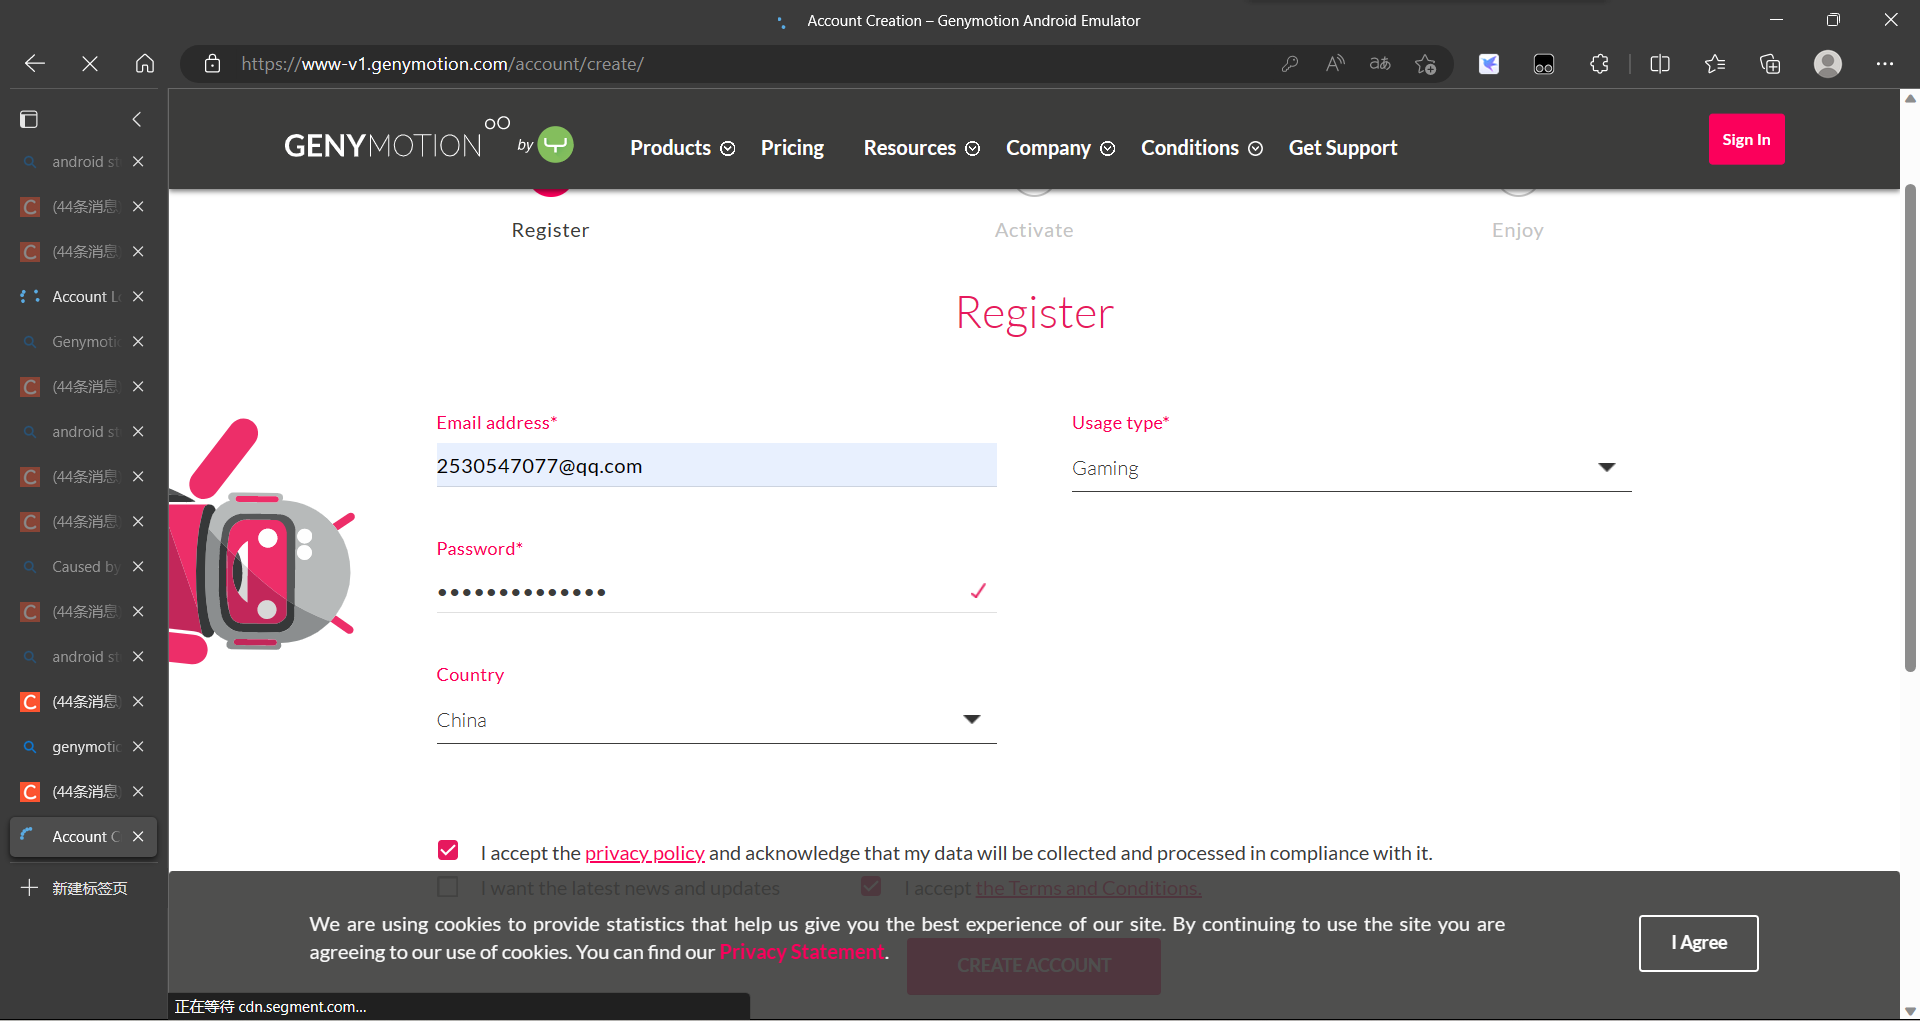 Account Creation – Genymotion Android Emulator
https://www-v1.genymotion.com/account/create/
android st
(44条消息
(44条消息
Account Lo
Genymoti
(44条消息
android st
(44条消息
(44条消息
Caused by
(44条消息
android st
(44条消息
genymotic
(44条消息
Account C
新建标签页
GENYMOTION by
Products
Pricing
Resources
Company
Conditions
Get Support
Sign In
Register
Activate
Enjoy
Register
Email address*
2530547077@qq.com
Usage type*
Gaming
Password*
••••••••••••••
Country
China
I accept the privacy policy and acknowledge that my data will be collected and processed in compliance with it.
I want the latest news and updates
I accept the Terms and Conditions.
We are using cookies to provide statistics that help us give you the best experience of our site. By continuing to use the site you are
agreeing to our use of cookies. You can find our Privacy Statement.
CREATE ACCOUNT
I Agree
正在等待 cdn.segment.com...